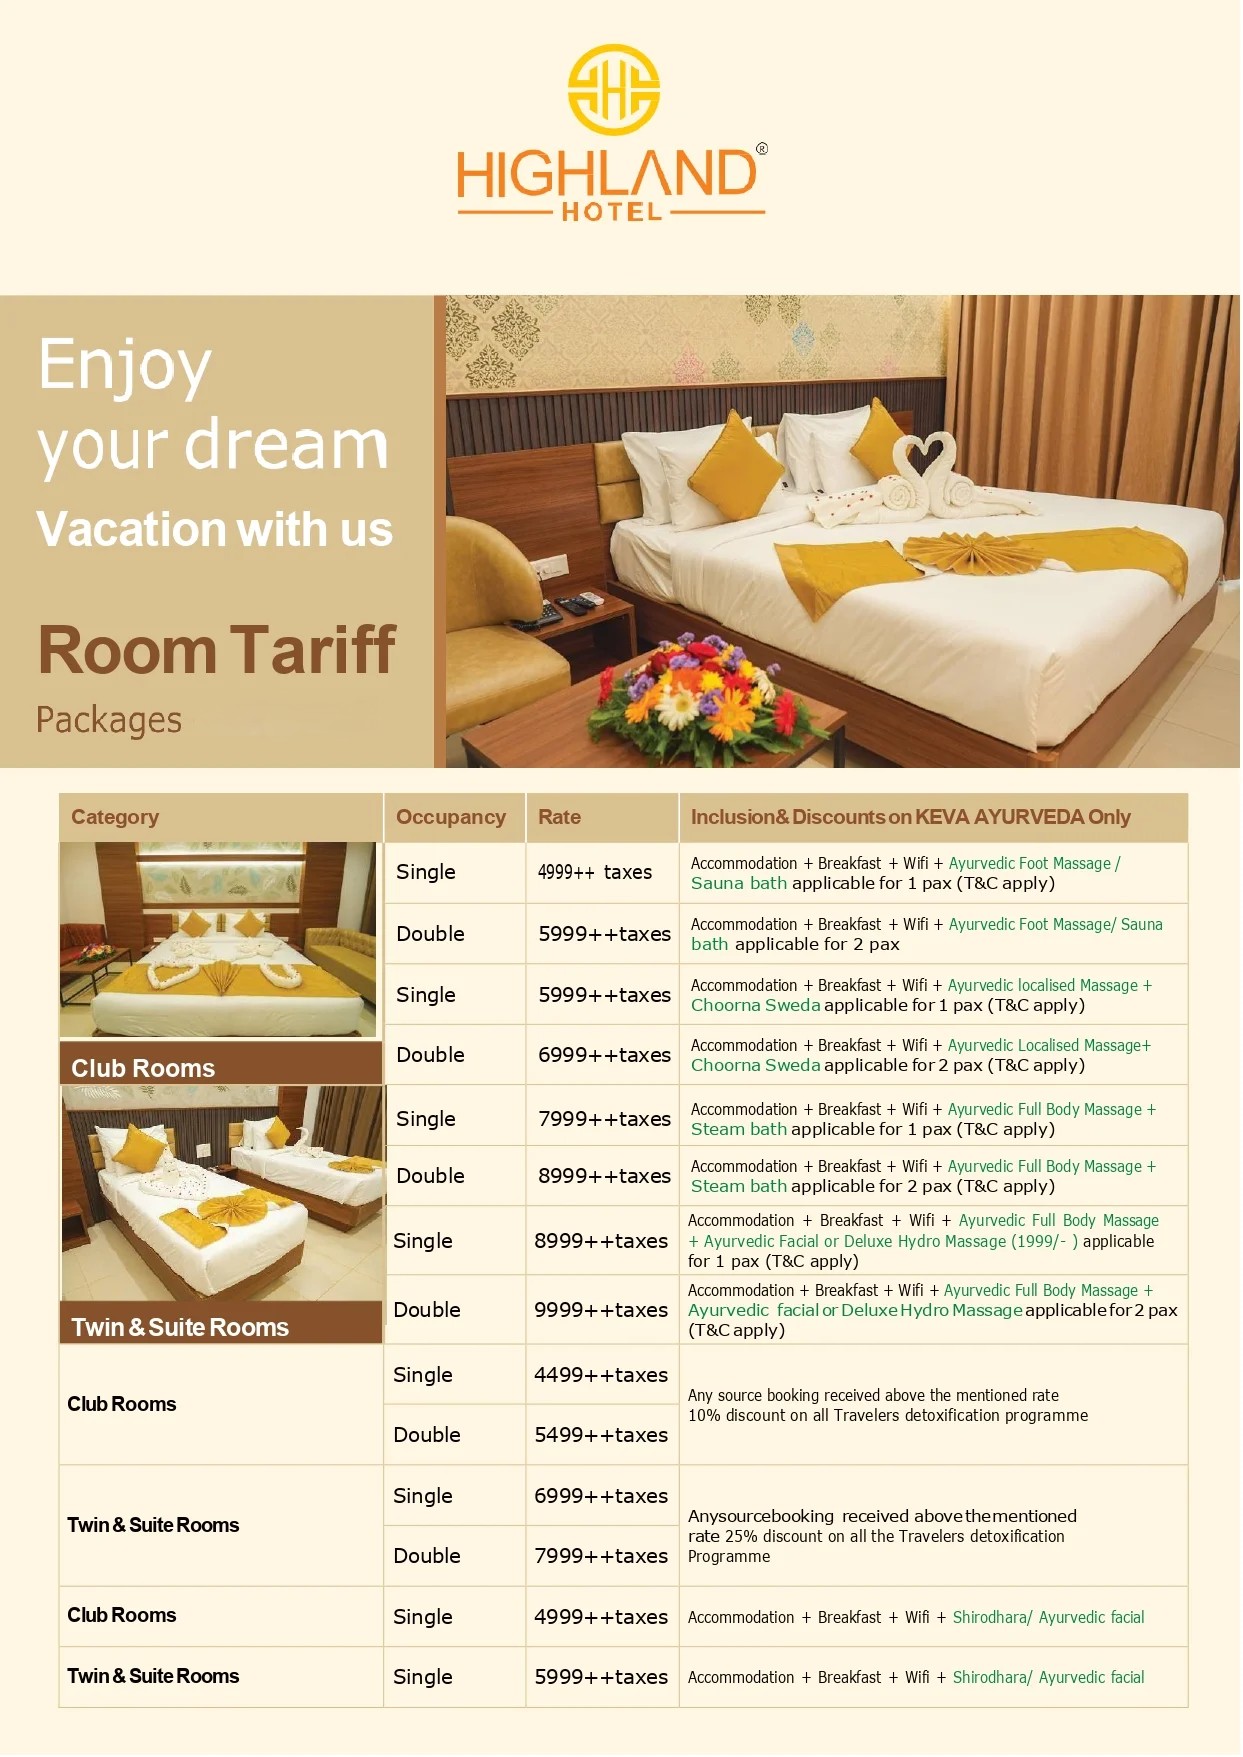 HIGHLAND®
HOTEL
Enjoy
your dream
Vacation with us
Room Tariff
Packages
Category Occupancy Rate Inclusion& Discounts on KEVA AYURVEDA Only
Single 4999++ taxes Accommodation + Breakfast + Wifi + Ayurvedic Foot Massage /
Sauna bath applicable for 1 pax (T&C apply)
Double 5999++taxes Accommodation + Breakfast + Wifi + Ayurvedic Foot Massage/ Sauna
bath applicable for 2 pax
Single 5999++taxes Accommodation + Breakfast + Wifi + Ayurvedic localised Massage +
Choorna Sweda applicable for 1 pax (T&C apply)
Double 6999++taxes Accommodation + Breakfast + Wifi + Ayurvedic Localised Massage+
Choorna Sweda applicable for 2 pax (T&C apply)
Club Rooms
Single 7999++taxes Accommodation + Breakfast + Wifi + Ayurvedic Full Body Massage +
Steam bath applicable for 1 pax (T&C apply)
Double 8999++taxes Accommodation + Breakfast + Wifi + Ayurvedic Full Body Massage +
Steam bath applicable for 2 pax (T&C apply)
Single 8999++taxes Accommodation + Breakfast + Wifi + Ayurvedic Full Body Massage
+ Ayurvedic Facial or Deluxe Hydro Massage (1999/- ) applicable
for 1 pax (T&C apply)
Double 9999++taxes Accommodation + Breakfast + Wifi + Ayurvedic Full Body Massage +
Ayurvedic facial or Deluxe Hydro Massage applicable for 2 pax
(T&C apply)
Twin & Suite Rooms
Club Rooms
Single 4499++taxes
Double 5499++taxes
Any source booking received above the mentioned rate
10% discount on all Travelers detoxification programme
Twin & Suite Rooms
Single 6999++taxes
Double 7999++taxes
Anysourcebooking received above thementioned
rate 25% discount on all the Travelers detoxification
Programme
Club Rooms Single 4999++taxes Accommodation + Breakfast + Wifi + Shirodhara/ Ayurvedic facial
Twin & Suite Rooms Single 5999++taxes Accommodation + Breakfast + Wifi + Shirodhara/ Ayurvedic facial